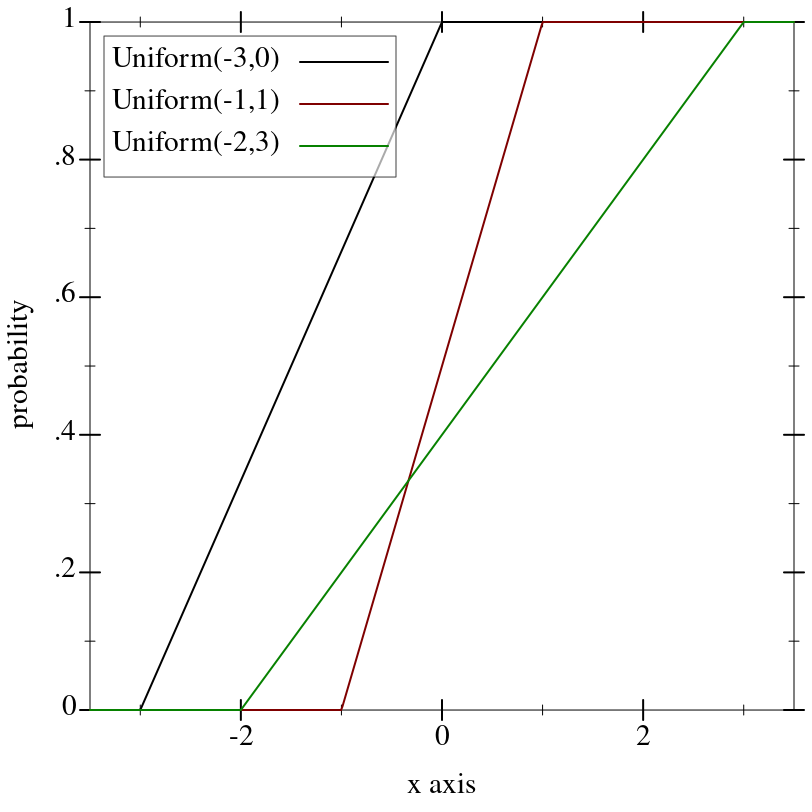 1
Uniform(-3,0)
Uniform(-1,1)
Uniform(-2,3)
.8
.6
.4
.2
0
probability
-2 0 2
x axis